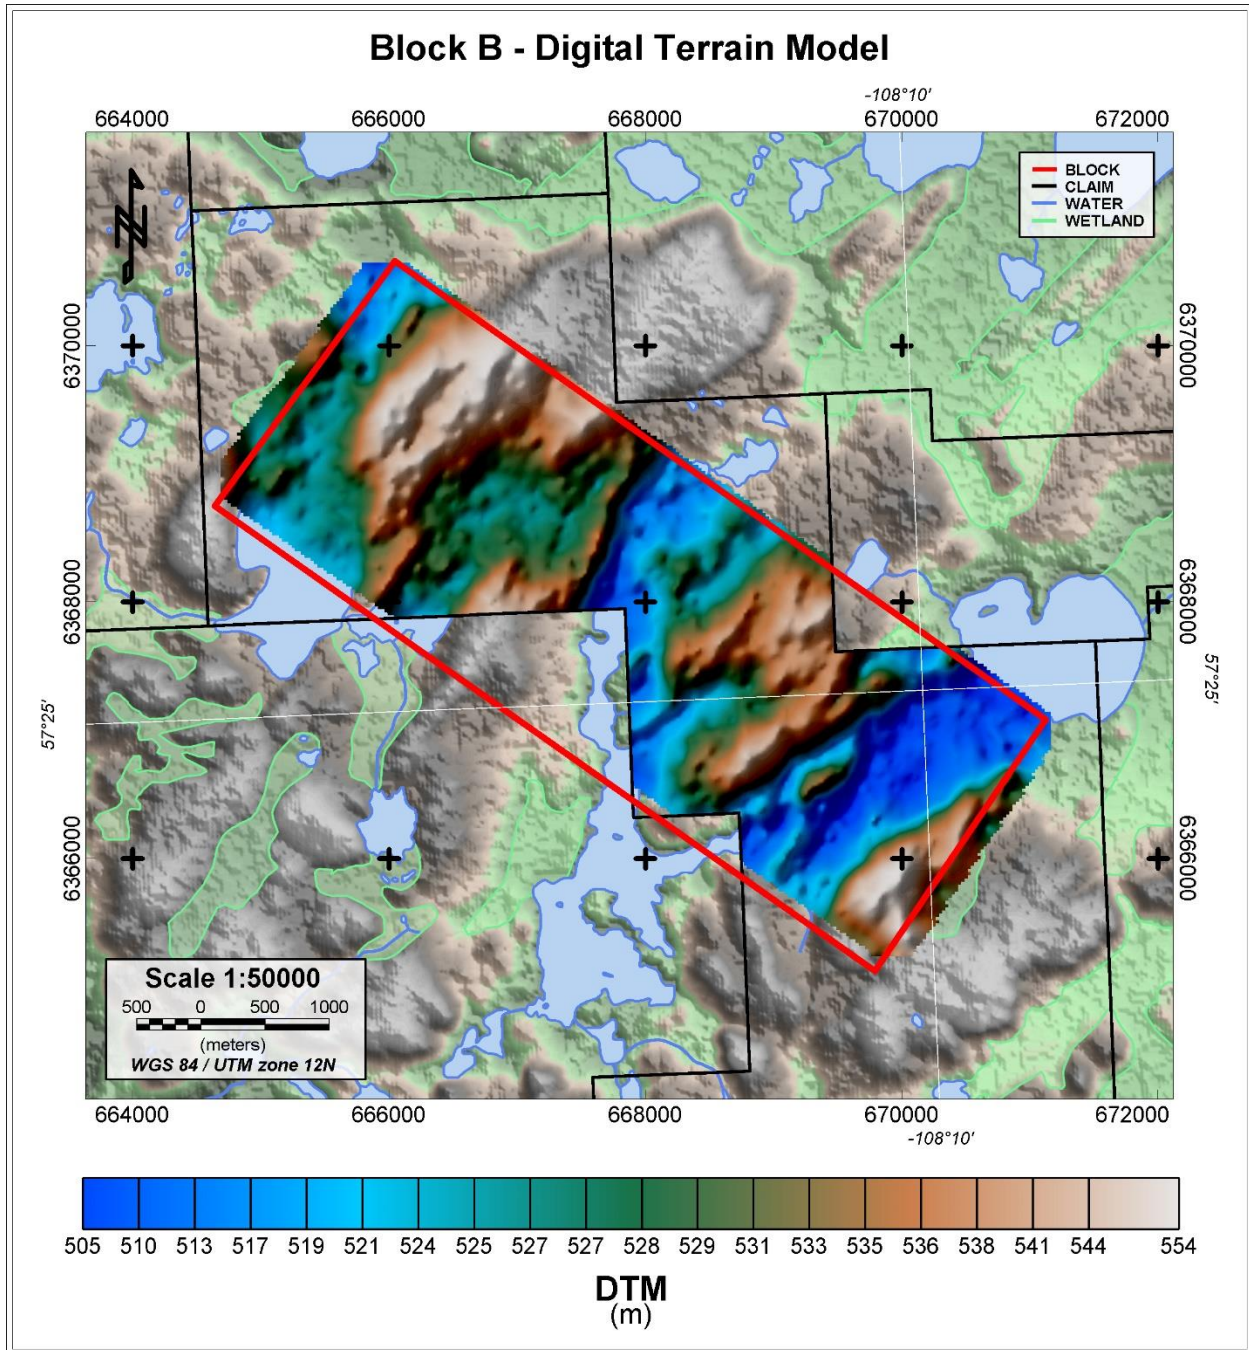 Block B - Digital Terrain Model
-108°10'
664000 666000 668000 670000 672000
BLOCK
CLAIM
WATER
WETLAND
6370000 6370000
6368000 6368000
57°25' 57°25'
6366000 6366000
Scale 1:50000
500 0 500 1000
(meters)
WGS 84 / UTM zone 12N
664000 666000 668000 670000 672000
-108°10'
505 510 513 517 519 521 524 525 527 527 528 529 531 533 535 536 538 541 544 554
DTM
(m)